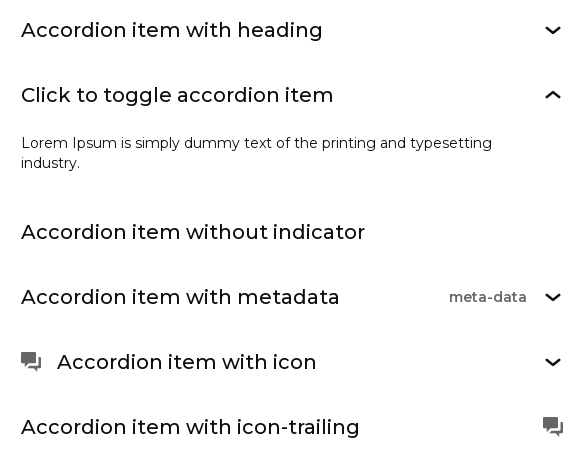 Accordion item with heading
Click to toggle accordion item
Lorem Ipsum is simply dummy text of the printing and typesetting
industry.
Accordion item without indicator
Accordion item with metadata meta-data
Accordion item with icon
Accordion item with icon-trailing